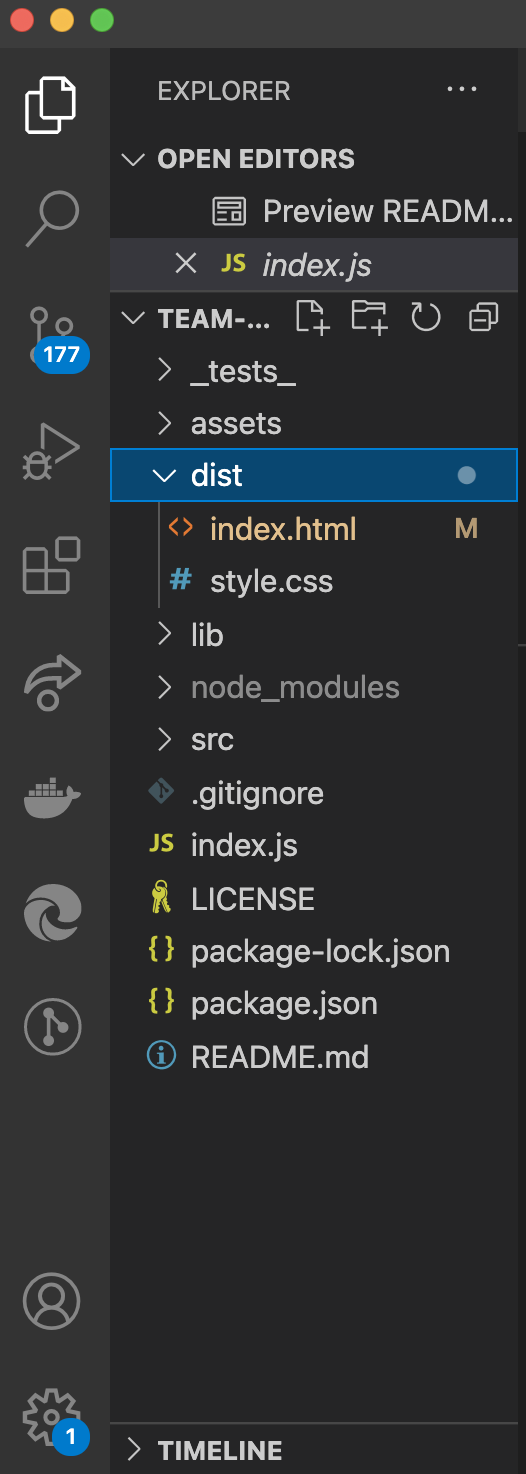 EXPLORER ...
OPEN EDITORS
Preview READM...
JS index.js
177
TEAM-...
_tests_
assets
dist
<> index.html M
# style.css
lib
node_modules
src
.gitignore
JS index.js
LICENSE
{} package-lock.json
{} package.json
README.md
1
TIMELINE